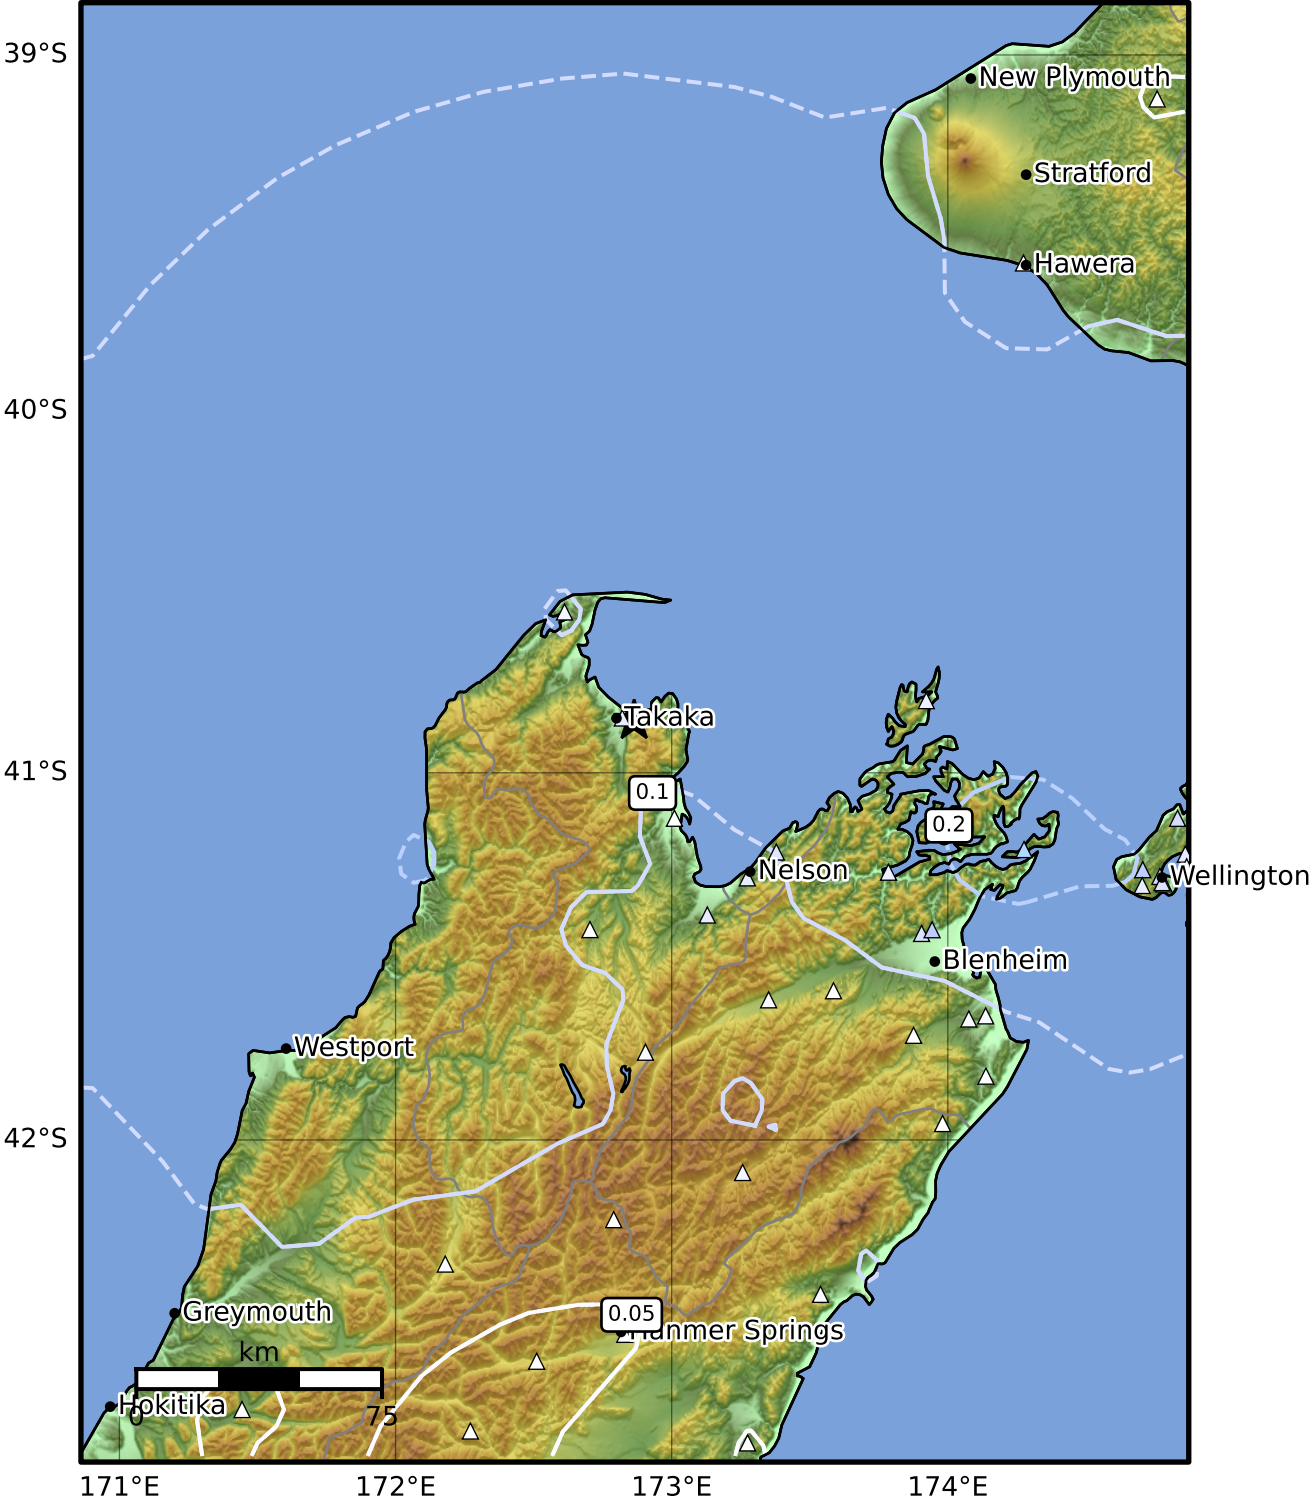 39°S
New Plymouth
Stratford
Hawera
40°S
Takaka
41°S
0.1
0.2
Nelson
Wellington
Blenheim
Westport
42°S
Greymouth
0.05
Hanmer Springs
km
Hokitika
0
75
171°E
172°E
173°E
174°E